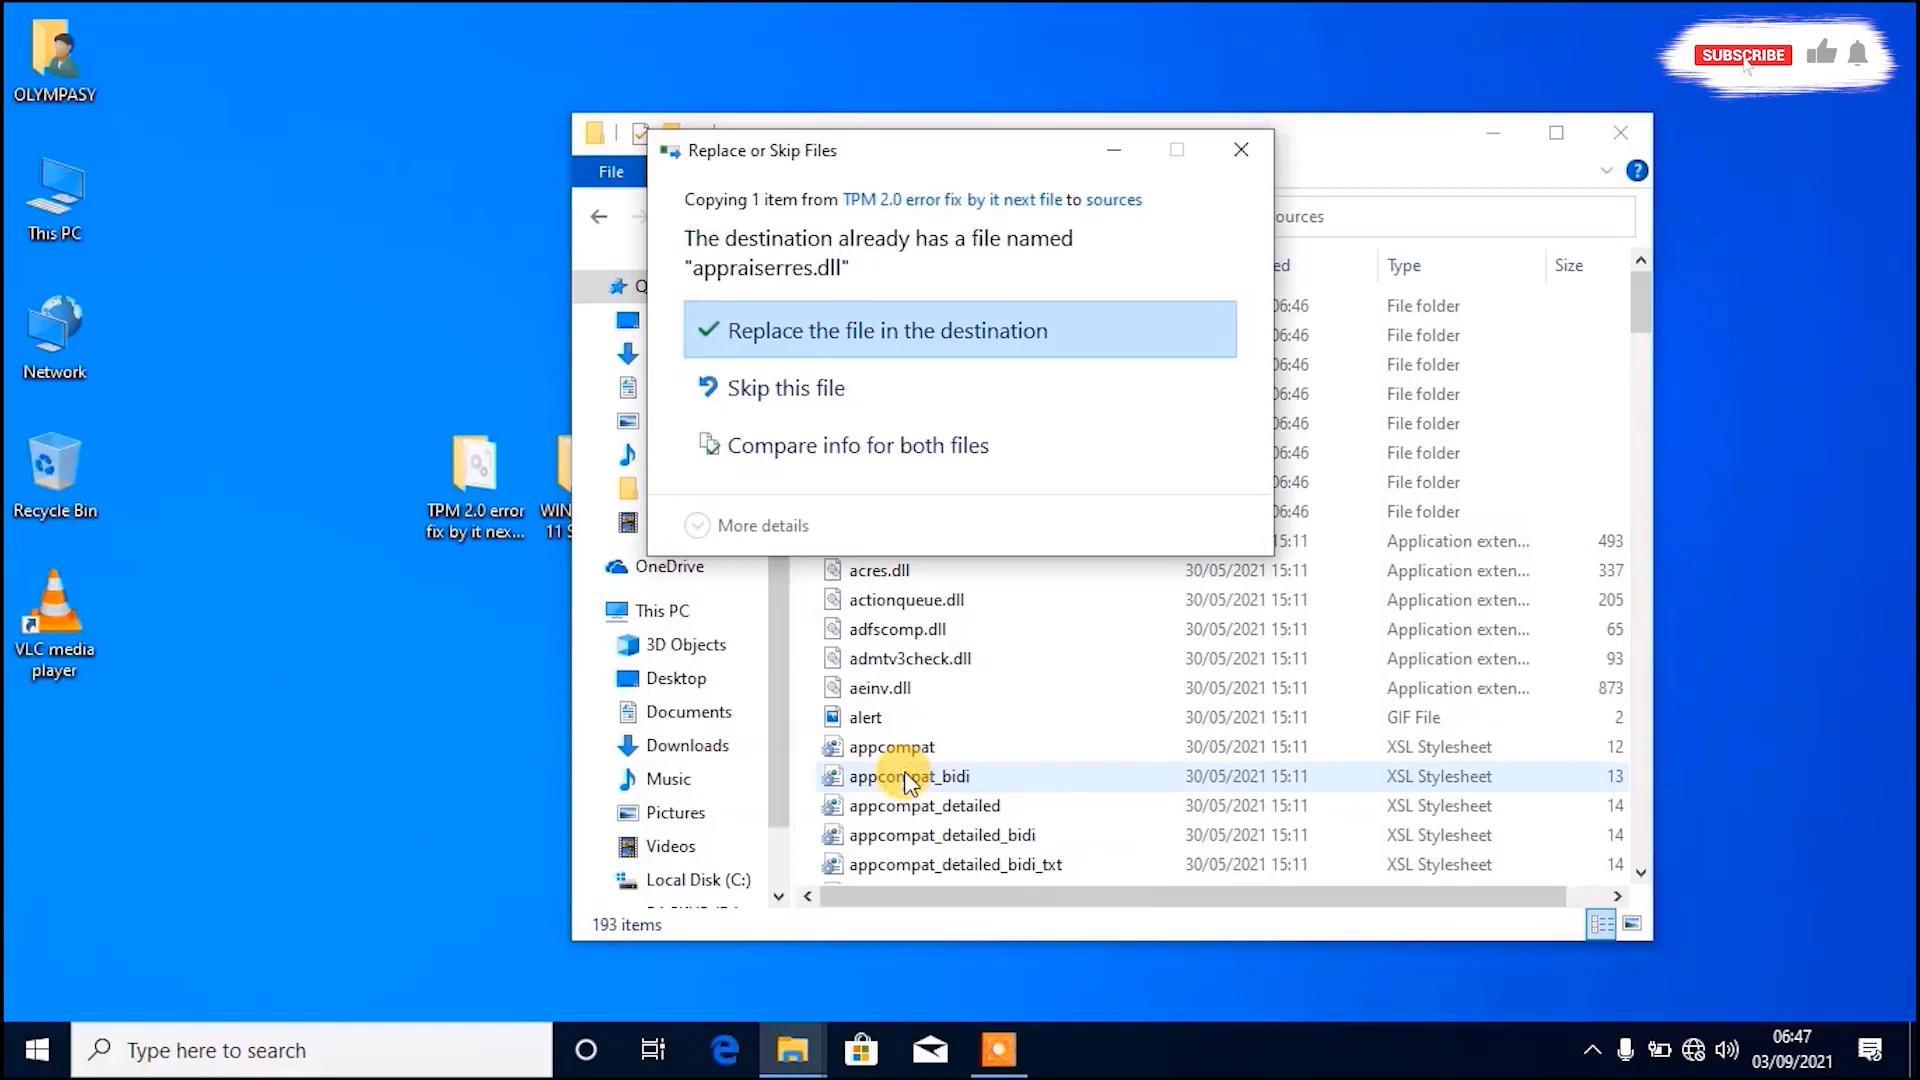 OLYMPASY
This PC
Network
Recycle Bin
VLC media
player
TPM 2.0 error
fix by it nex...
WIN
11 S
SUBSCRIBE
File
Replace or Skip Files
Copying 1 item from TPM 2.0 error fix by it next file to sources
The destination already has a file named
"appraiserres.dll"
Replace the file in the destination
Skip this file
Compare info for both files
More details
ources
ed Type Size
06:46 File folder
06:46 File folder
06:46 File folder
06:46 File folder
06:46 File folder
06:46 File folder
06:46 File folder
06:46 File folder
15:11 Application exten... 493
acres.dll 30/05/2021 15:11 Application exten... 337
actionqueue.dll 30/05/2021 15:11 Application exten... 205
adfscomp.dll 30/05/2021 15:11 Application exten... 65
admtv3check.dll 30/05/2021 15:11 Application exten... 93
aeinv.dll 30/05/2021 15:11 Application exten... 873
alert 30/05/2021 15:11 GIF File 2
appcompat 30/05/2021 15:11 XSL Stylesheet 12
appcompat_bidi 30/05/2021 15:11 XSL Stylesheet 13
appcompat_detailed 30/05/2021 15:11 XSL Stylesheet 14
appcompat_detailed_bidi 30/05/2021 15:11 XSL Stylesheet 14
appcompat_detailed_bidi_txt 30/05/2021 15:11 XSL Stylesheet 14
Q
OneDrive
This PC
3D Objects
Desktop
Documents
Downloads
Music
Pictures
Videos
Local Disk (C:)
193 items
Type here to search
06:47
03/09/2021